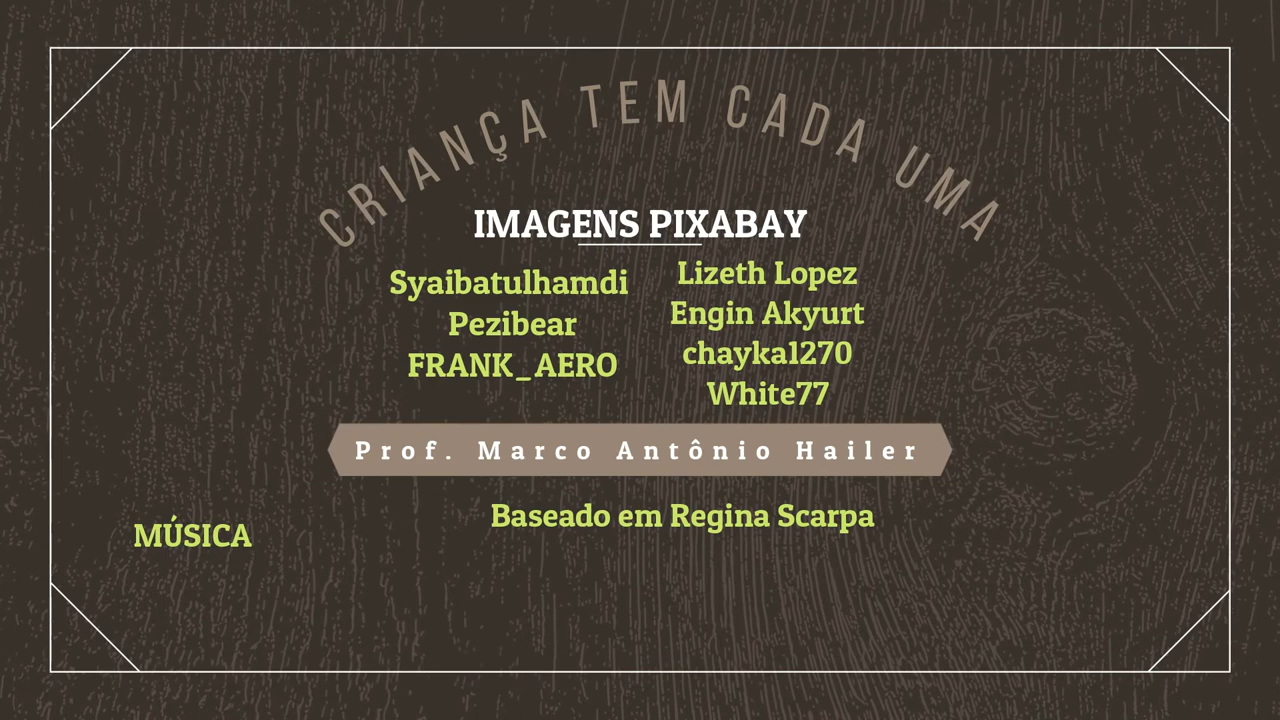 CRIANÇA TEM CADA UMA
IMAGENS PIXABAY
Syaibatulhamdi
Pezibear
FRANK_AERO
Lizeth Lopez
Engin Akyurt
chayka1270
White77
Prof. Marco Antônio Hailer
Baseado em Regina Scarpa
MÚSICA